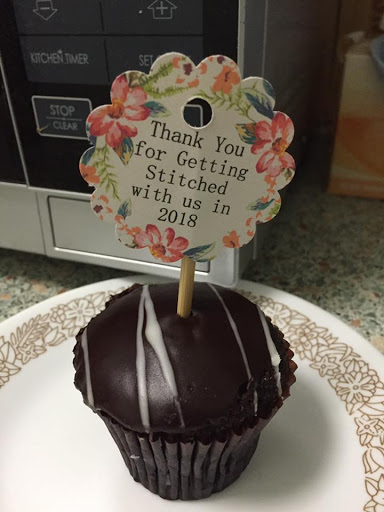 KITCHEN TIMER
STOP
CLEAR
Thank You
for Getting
Stitched
with us in
2018